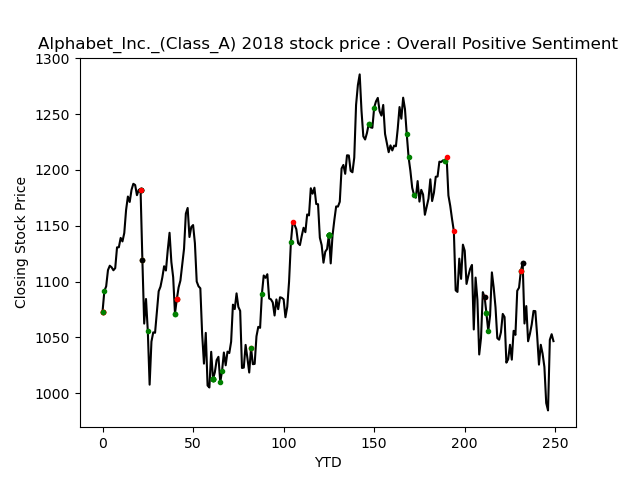 Alphabet_Inc._(Class_A) 2018 stock price : Overall Positive Sentiment
1300
1250
1200
1150
1100
1050
1000
Closing Stock Price
0 50 100 150 200 250
YTD